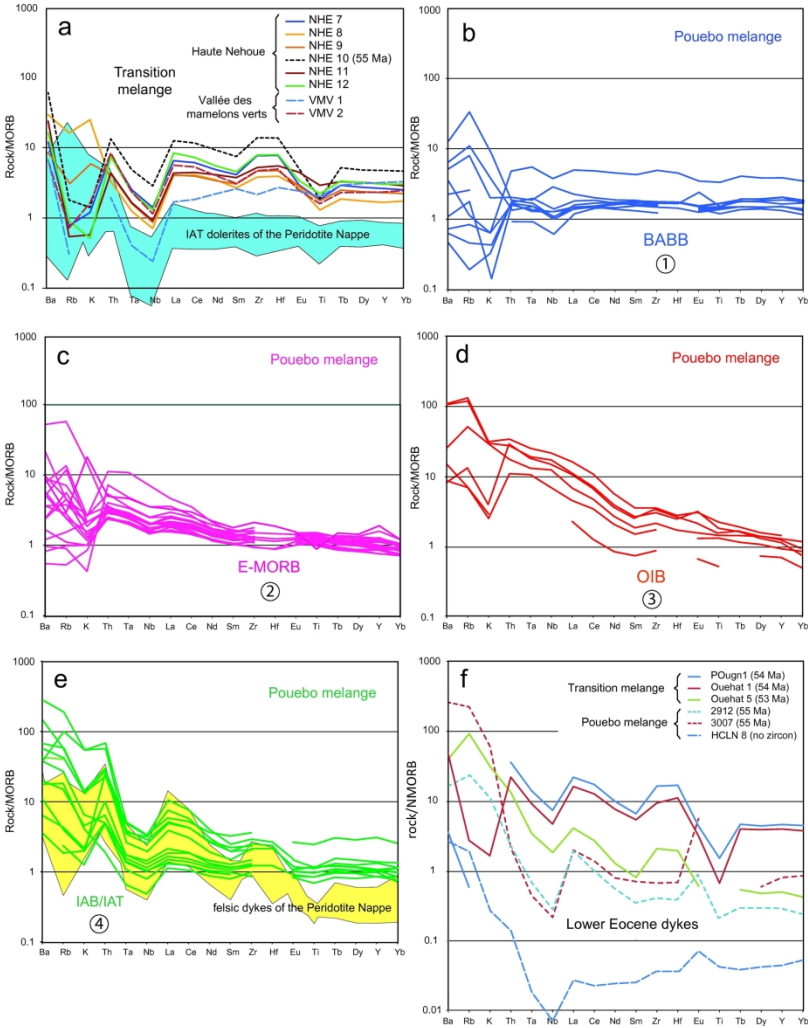 a
Transition
melange
Haute Nehoue
NHE 7
NHE 8
NHE 9
NHE 10 (55 Ma)
NHE 11
NHE 12
Vallée des
mamelons verts
VMV 1
VMV 2
IAT dolerites of the Peridotite Nappe
Rock/MORB
1000
100
10
1
0.1
Ba Rb K Th Ta Nb La Ce Nd Sm Zr Hf Eu Ti Tb Dy Y Yb
b
Pouebo melange
BABB
1
Rock/MORB
1000
100
10
1
0.1
Ba Rb K Th Ta Nb La Ce Nd Sm Zr Hf Eu Ti Tb Dy Y Yb
c
Pouebo melange
E-MORB
2
Rock/MORB
1000
100
10
1
0.1
Ba Rb K Th Ta Nb La Ce Nd Sm Zr Hf Eu Ti Tb Dy Y Yb
d
Pouebo melange
OIB
3
Rock/MORB
1000
100
10
1
0.1
Ba Rb K Th Ta Nb La Ce Nd Sm Zr Hf Eu Ti Tb Dy Y Yb
e
Pouebo melange
IAB/IAT
4
felsic dykes of the Peridotite Nappe
Rock/MORB
1000
100
10
1
0.1
Ba Rb K Th Ta Nb La Ce Nd Sm Zr Hf Eu Ti Tb Dy Y Yb
f
Transition melange
POugn1 (54 Ma)
Ouehat 1 (54 Ma)
Ouehat 5 (53 Ma)
Pouebo melange
2912 (55 Ma)
3007 (55 Ma)
HCLN 8 (no zircon)
Lower Eocene dykes
rock/NMORB
1000
100
10
1
0.1
0.01
Ba Rb K Th Ta Nb La Ce Nd Sm Zr Hf Eu Ti Tb Dy Y Yb